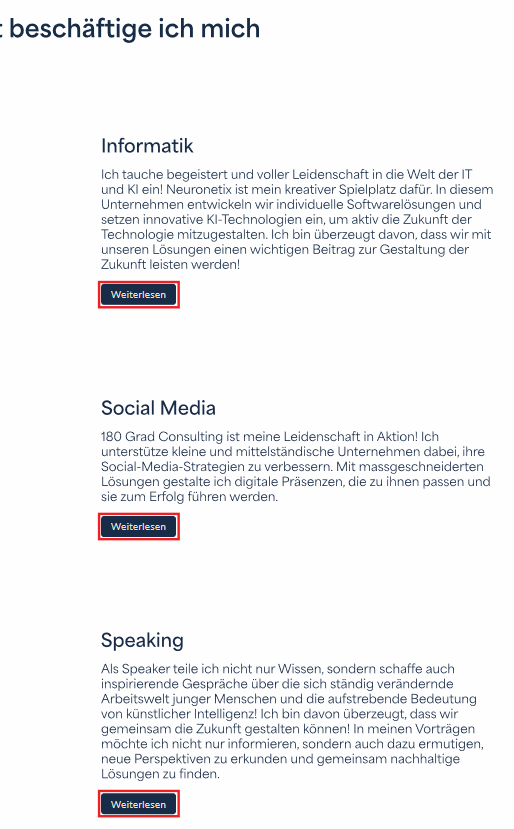 t beschäftige ich mich
Informatik
Ich tauche begeistert und voller Leidenschaft in die Welt der IT
und KI ein! Neuronetix ist mein kreativer Spielplatz dafür. In diesem
Unternehmen entwickeln wir individuelle Softwarelösungen und
setzen innovative KI-Technologien ein, um aktiv die Zukunft der
Technologie mitzugestalten. Ich bin überzeugt davon, dass wir mit
unseren Lösungen einen wichtigen Beitrag zur Gestaltung der
Zukunft leisten werden!
Weiterlesen
Social Media
180 Grad Consulting ist meine Leidenschaft in Aktion! Ich
unterstütze kleine und mittelständische Unternehmen dabei, ihre
Social-Media-Strategien zu verbessern. Mit massgeschneiderten
Lösungen gestalte ich digitale Präsenzen, die zu ihnen passen und
sie zum Erfolg führen werden.
Weiterlesen
Speaking
Als Speaker teile ich nicht nur Wissen, sondern schaffe auch
inspirierende Gespräche über die sich ständig verändernde
Arbeitswelt junger Menschen und die aufstrebende Bedeutung
von künstlicher Intelligenz! Ich bin davon überzeugt, dass wir
gemeinsam die Zukunft gestalten können! In meinen Vorträgen
möchte ich nicht nur informieren, sondern auch dazu ermutigen,
neue Perspektiven zu erkunden und gemeinsam nachhaltige
Lösungen zu finden.
Weiterlesen